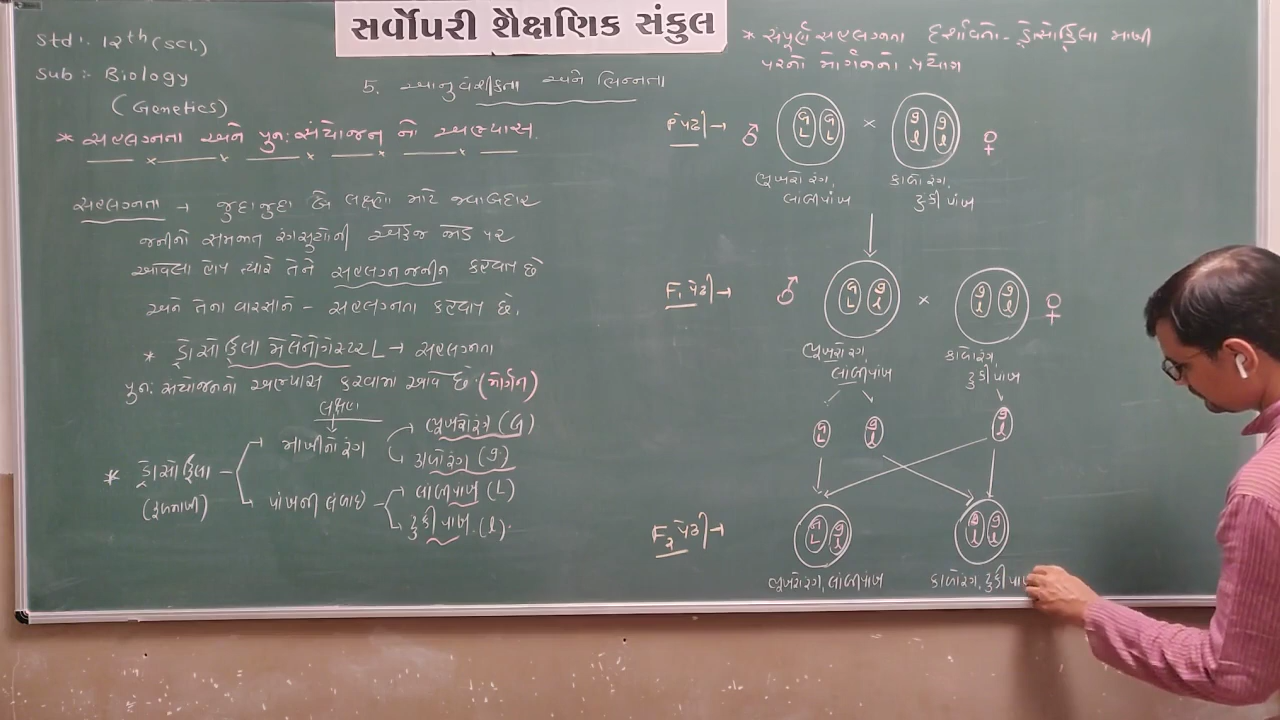 સર્વોપરી શૈક્ષણિક સંકુલ
Std :- 12th (SCI.)
Sub :- Biology
(Genetics)
5. આનુવંશીકતા અને ભિન્નતા
* સહલગ્નતા અને પુનઃસંયોજન નો અભ્યાસ.
સહલગ્નતા → જુદાજુદા બે લક્ષણો માટે જવાબદાર
જનીનો સમજાત રંગસુત્રોની એકજ જોડ પર
આવેલા હોય ત્યારે તેને સહલગ્ન જનીન કહેવાય છે
અને તેના વારસાને - સહલગ્નતા કહેવાય છે.
* ડ્રોસોફિલા મેલેનોગેસ્ટર → સહલગ્નતા
પુનઃ સંયોજનનો અભ્યાસ કરવામાં આવે છે. (મોર્ગન)
લક્ષણ
* ડ્રોસોફિલા
(ફળમાખી)
માખીનો રંગ
ભૂખરો રંગ (G)
કાળો રંગ (g)
પાંખની લંબાઇ
લાંબી પાંખ (L)
ટુકી પાંખ. (l).
* સંપૂર્ણ સહલગ્નતા દર્શાવતો - ડ્રોસોફિલા માખી
પરનો મોર્ગનનો પ્રયોગ
P પેઢી → ♂ G L G L × g l g l ♀
ભૂખરો રંગ, કાળો રંગ,
લાંબીપાંખ ટુકી પાંખ
F1 પેઢી → ♂ G L g l × g l g l ♀
ભૂખરો રંગ, કાળોરંગ,
લાંબીપાંખ ટુકી પાંખ
G L g l g l
F2 પેઢી → G L g l g l g l
ભૂખરો રંગ, લાંબીપાંખ કાળો રંગ, ટુકી